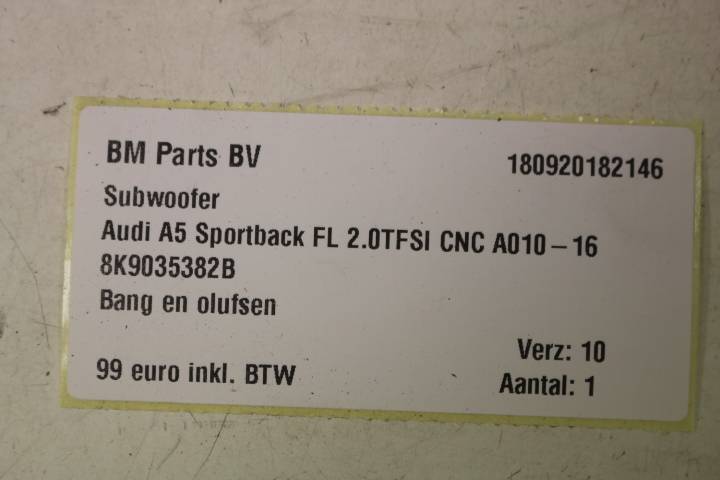 BM Parts BV 180920182146
Subwoofer
Audi A5 Sportback FL 2.0TFSI CNC A010-16
8K9035382B
Bang en olufsen
Verz: 10
99 euro inkl. BTW
Aantal: 1